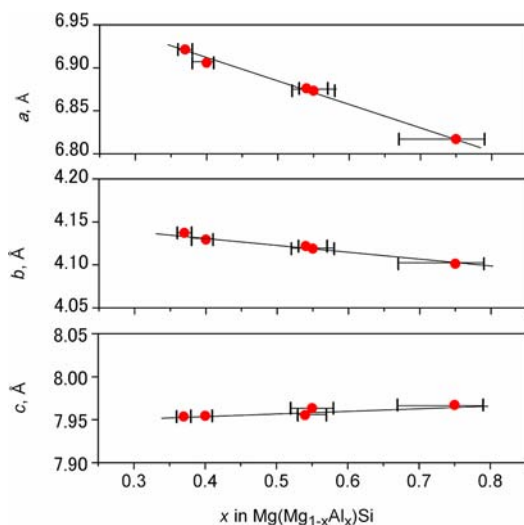 6.95
6.90
6.85
6.80
a, Å
4.20
4.15
4.10
4.05
b, Å
8.05
8.00
7.95
7.90
c, Å
0.3 0.4 0.5 0.6 0.7 0.8
x in Mg(Mg₁₋ₓAlₓ)Si